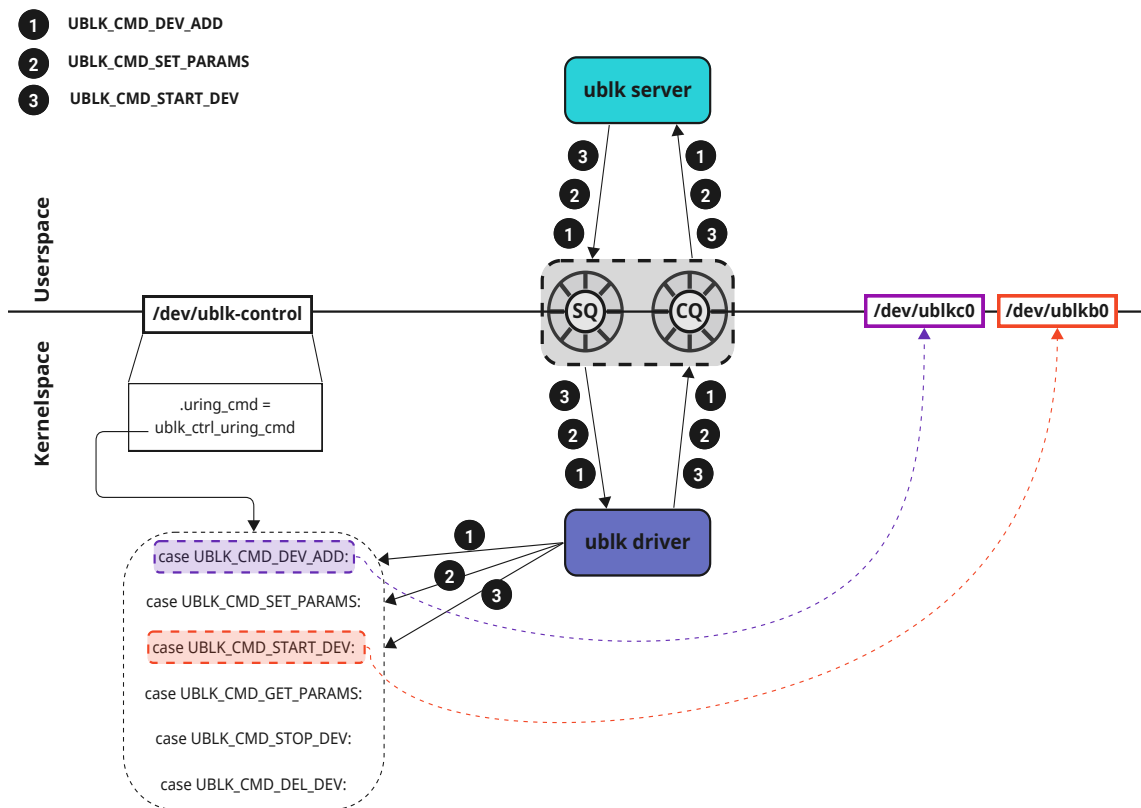 1 UBLK_CMD_DEV_ADD
2 UBLK_CMD_SET_PARAMS
3 UBLK_CMD_START_DEV
ublk server
3 1
2 2
1 3
Userspace
SQ CQ
/dev/ublk-control
/dev/ublkc0
/dev/ublkb0
Kernelspace
.uring_cmd =
ublk_ctrl_uring_cmd
3 1
2 2
1 3
ublk driver
1
2
3
case UBLK_CMD_DEV_ADD:
case UBLK_CMD_SET_PARAMS:
case UBLK_CMD_START_DEV:
case UBLK_CMD_GET_PARAMS:
case UBLK_CMD_STOP_DEV:
case UBLK_CMD_DEL_DEV: